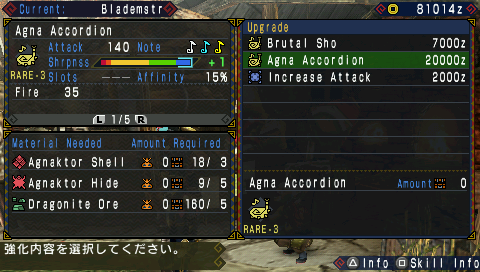 Current: Blademstr
81014z
Agna Accordion
Attack 140 Note
Shrpnss +1
RARE-3 Slots --- Affinity 15%
Fire 35
L 1/5 R
Material Needed Amount Required
Agnaktor Shell 0 18/ 3
Agnaktor Hide 0 9/ 5
Dragonite Ore 0 160/ 5
Upgrade
Brutal Sho 7000z
Agna Accordion 20000z
Increase Attack 2000z
Agna Accordion Amount 0
RARE-3
強化内容を選択してください。
Info Skill Info